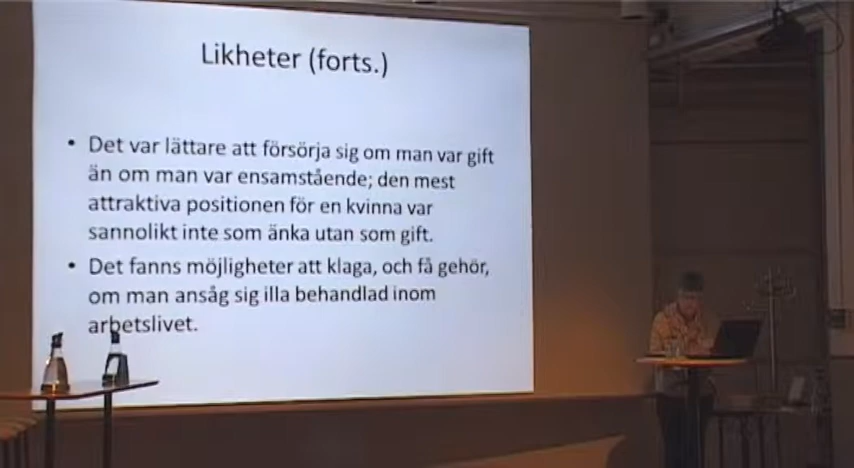 Likheter (forts.)
• Det var lättare att försörja sig om man var gift
än om man var ensamstående; den mest
attraktiva positionen för en kvinna var
sannolikt inte som änka utan som gift.
• Det fanns möjligheter att klaga, och få gehör,
om man ansåg sig illa behandlad inom
arbetslivet.